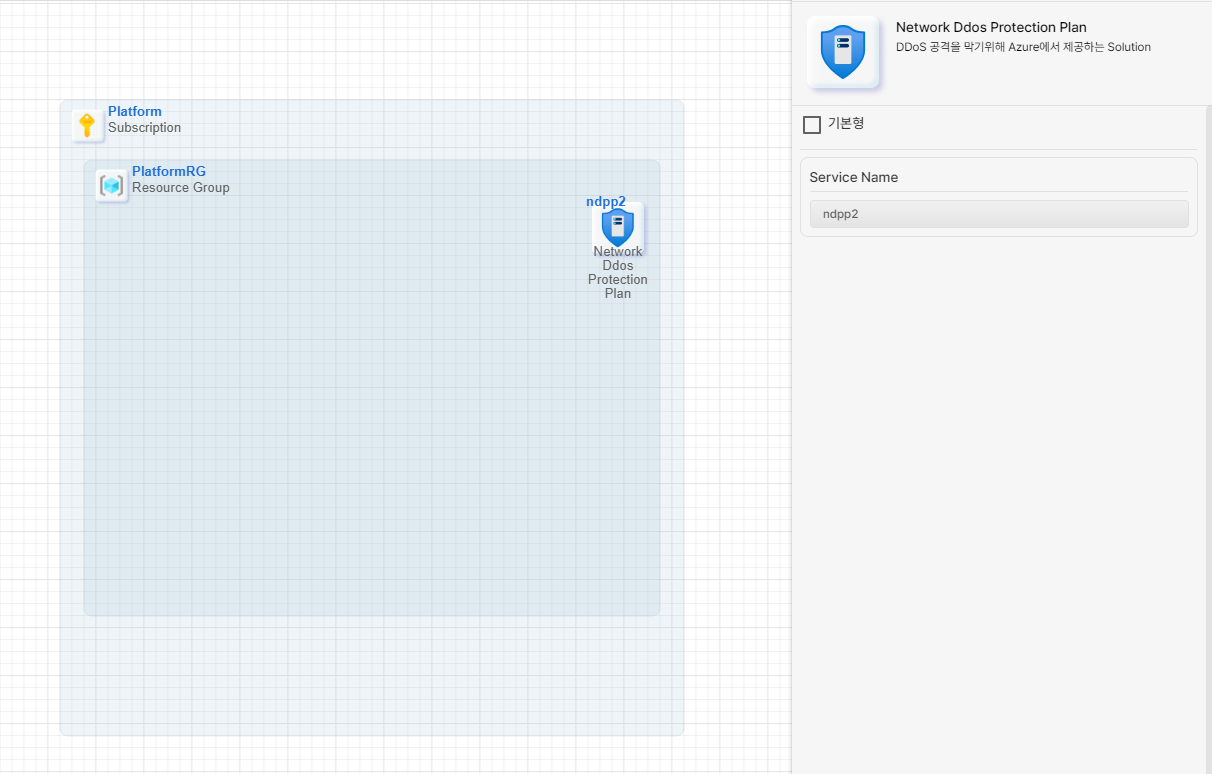 Platform
Subscription
PlatformRG
Resource Group
ndpp2
Network
Ddos
Protection
Plan
Network Ddos Protection Plan
DDoS 공격을 막기위해 Azure에서 제공하는 Solution
기본형
Service Name
ndpp2